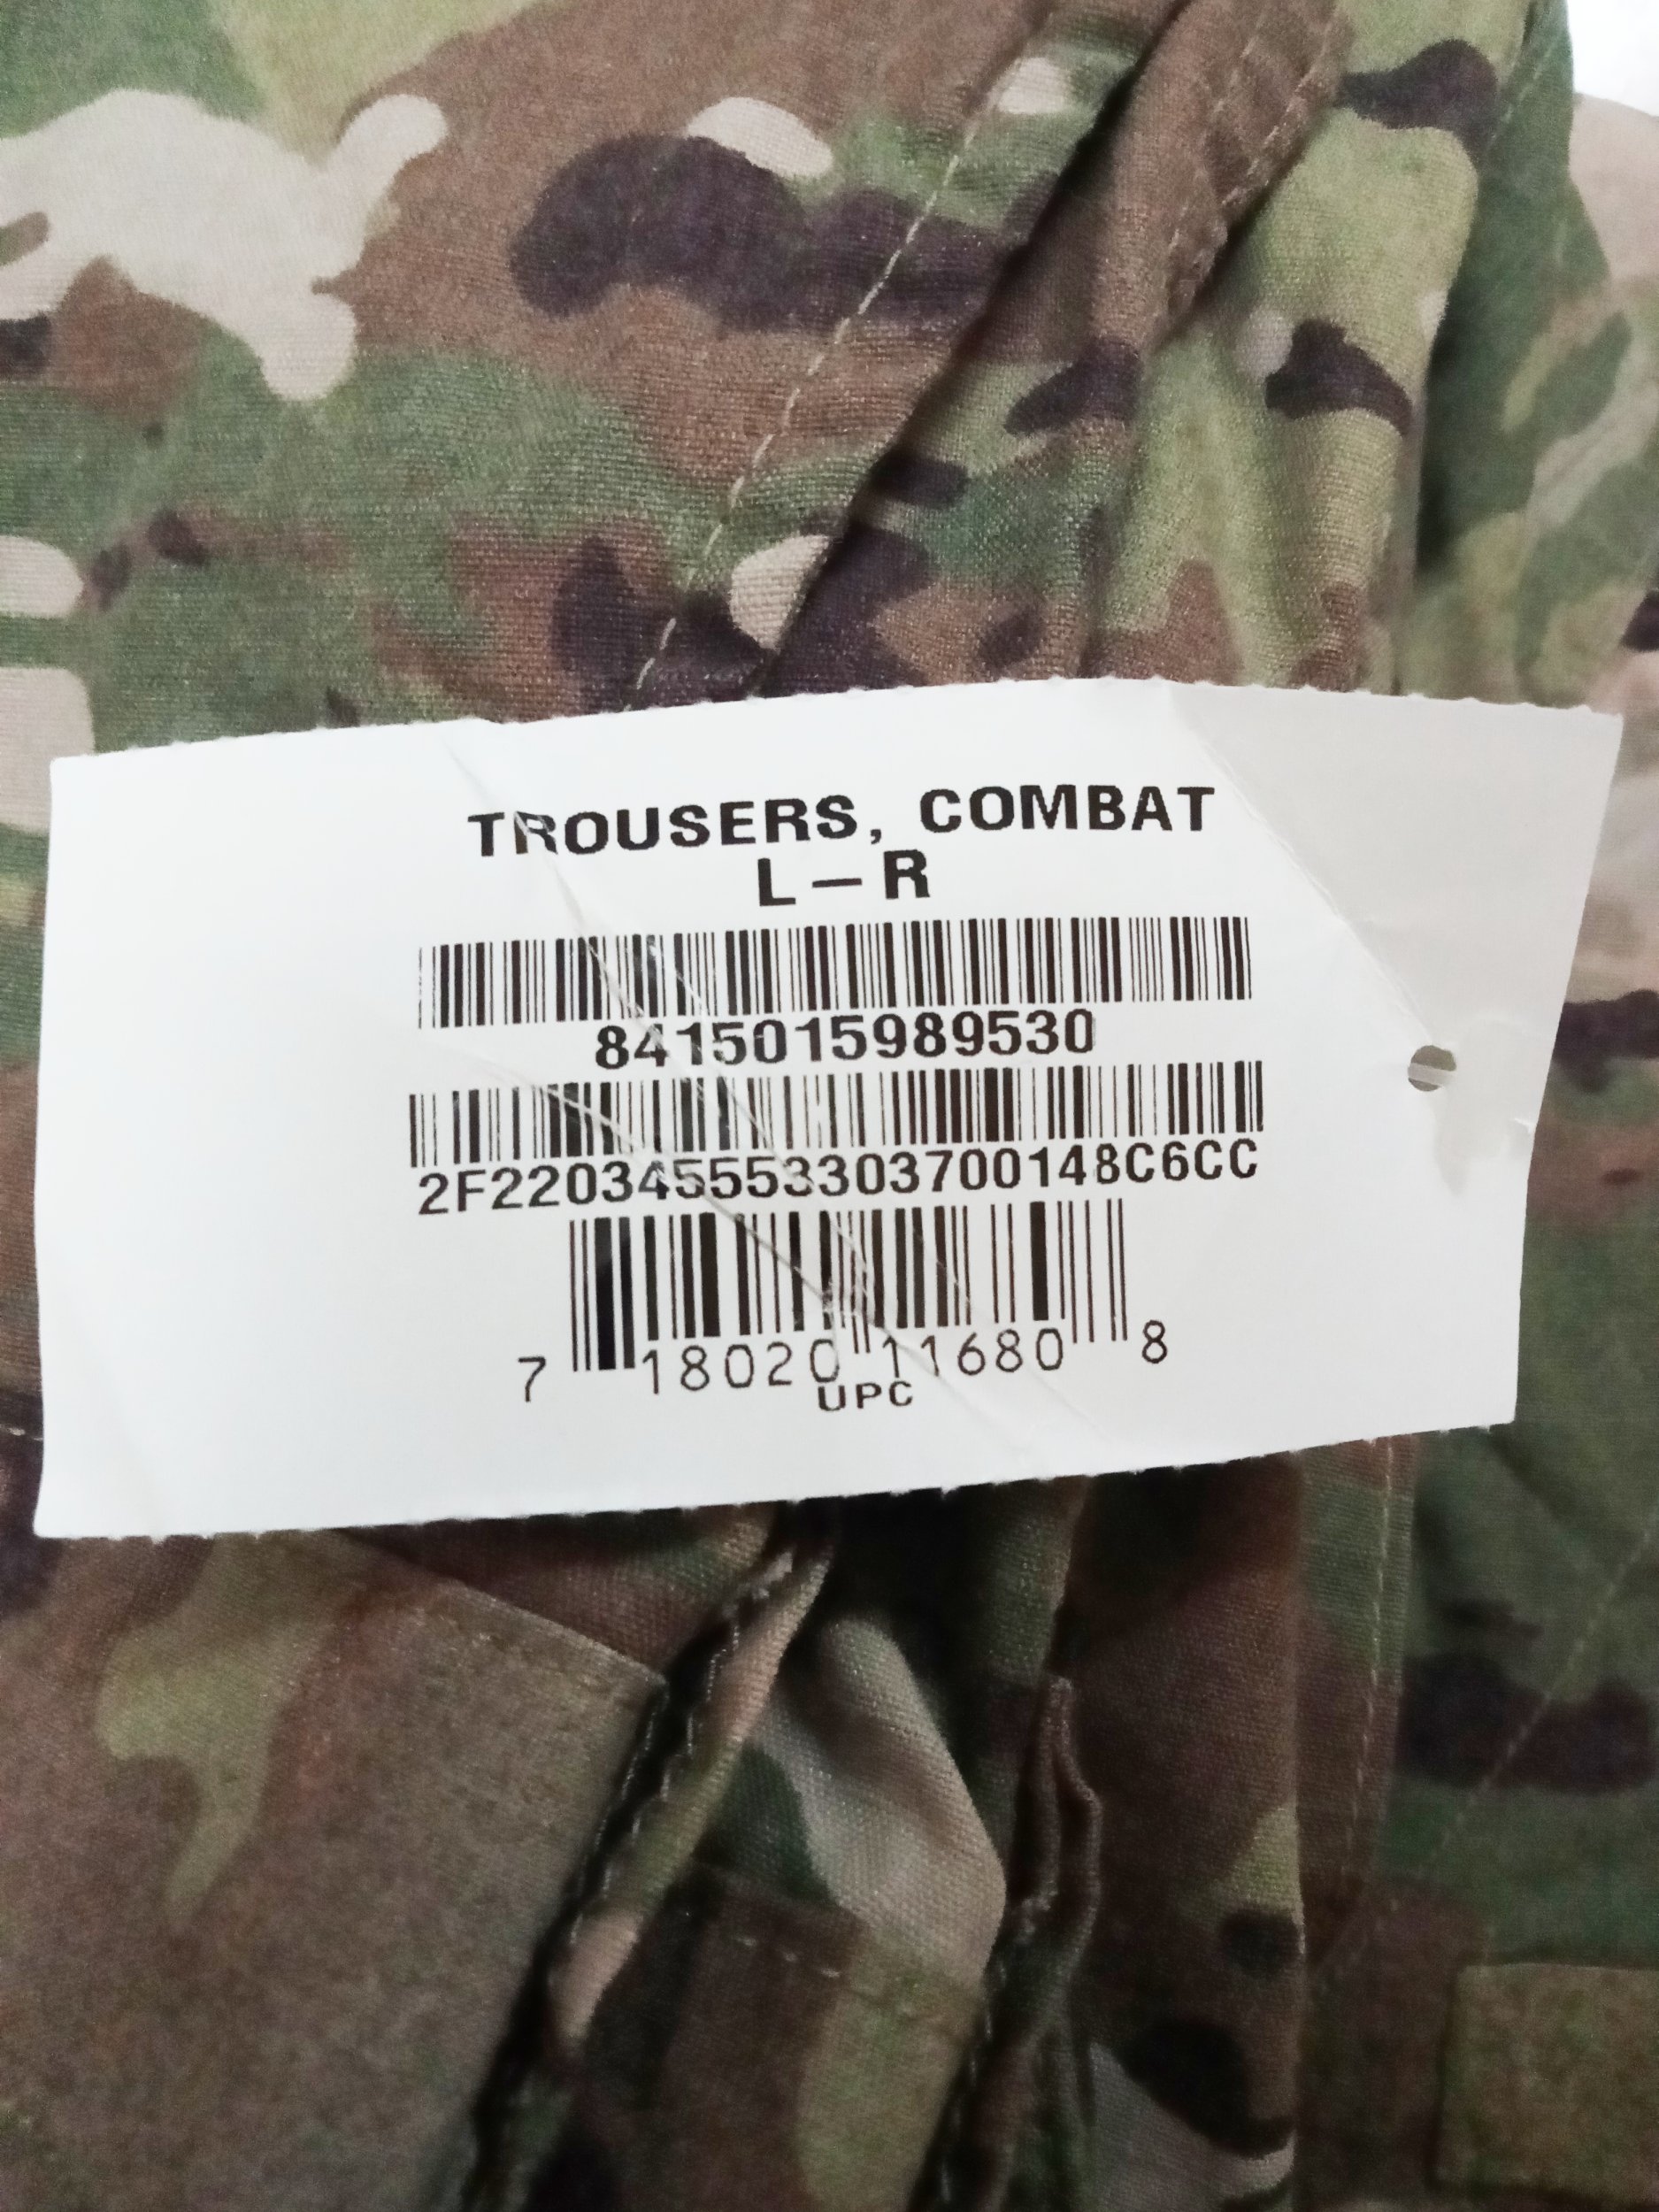 TROUSERS, COMBAT
L–R
8415015989530
2F220345553303700148C6CC
7 18020 11680 8
UPC